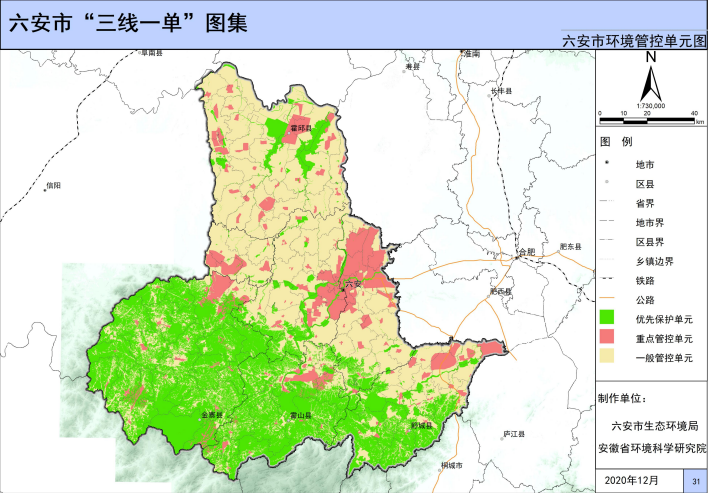 六安市“三线一单”图集
六安市环境管控单元图
阜南县
寿县
淮南
长丰县
霍邱县
信阳
合肥
肥东县
六安
肥西县
金寨县
霍山县
舒城县
庐江县
桐城市
N
1:730,000
0 10 20 30 40
km
图 例
地市
区县
省界
地市界
区县界
乡镇边界
铁路
公路
优先保护单元
重点管控单元
一般管控单元
制作单位：
六安市生态环境局
安徽省环境科学研究院
2020年12月
31